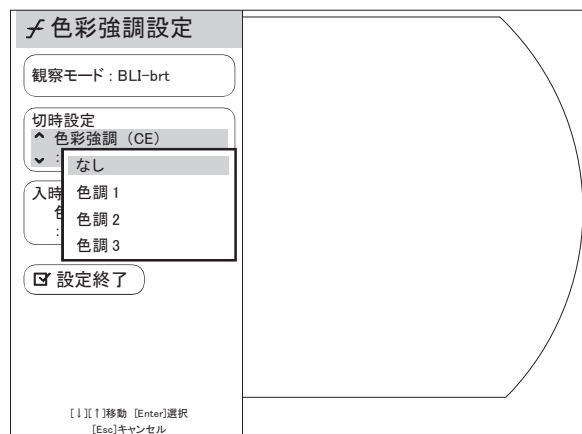 色彩強調設定
観察モード : BLI-brt
切時設定
色彩強調（CE）
:
なし
色調 1
色調 2
色調 3
入時
:
設定終了
[↓][↑]移動 [Enter]選択
[Esc]キャンセル